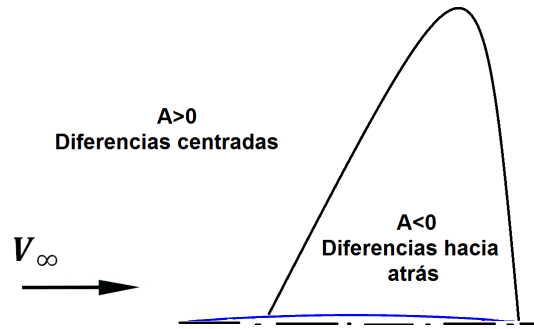 A>0
Diferencias centradas
A<0
Diferencias hacia
atrás
V∞